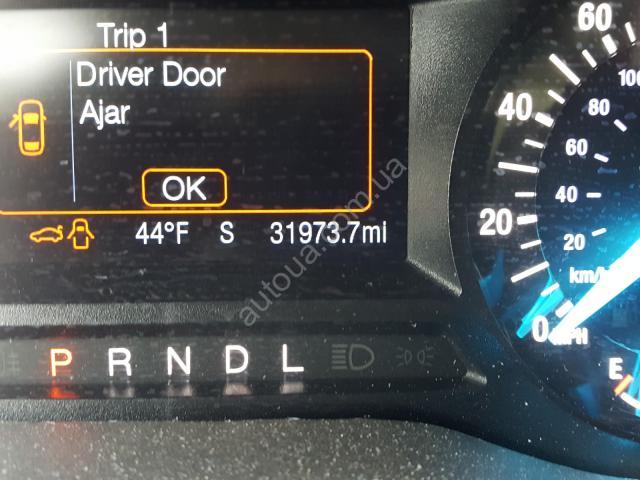 Trip 1
Driver Door
Ajar
OK
44°F S 31973.7mi
P R N D L
60
40
20
0
100
80
60
40
20
km/h
MPH
E
autoua.com.ua